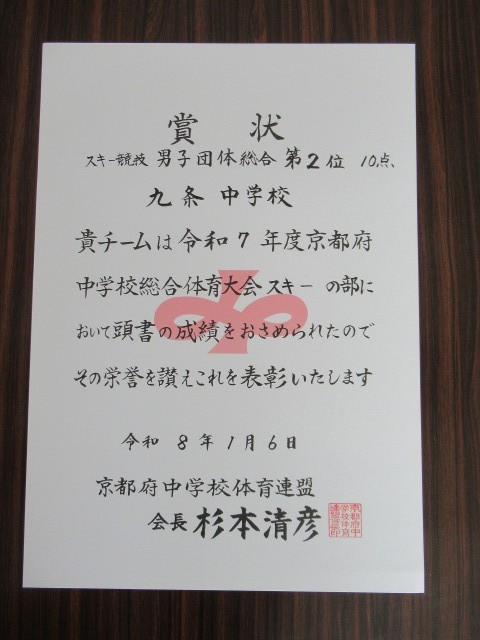 賞 状
スキー競技 男子団体総合 第2位 10点、
九条 中学校
貴チームは令和7年度京都府
中学校総合体育大会スキーの部に
おいて頭書の成績をおさめられたので
その栄誉を讃えこれを表彰いたします
令和8年1月6日
京都府中学校体育連盟
会長 杉本清彦